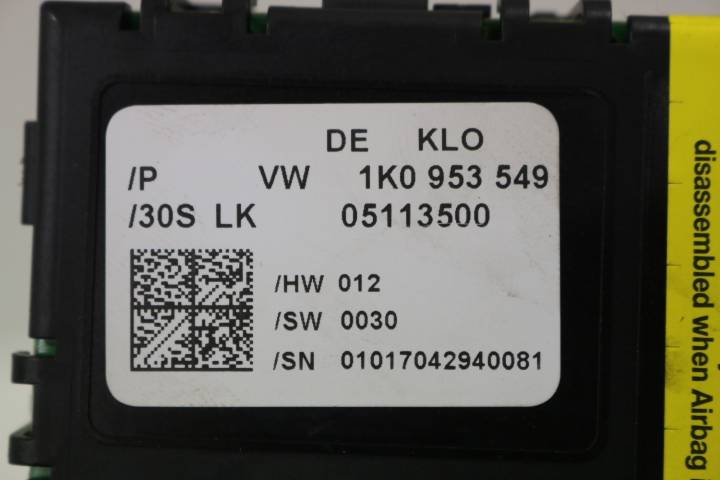 DE KLO
/P VW 1K0 953 549
/30S LK 05113500
/HW 012
/SW 0030
/SN 01017042940081
disassembled when Airbag